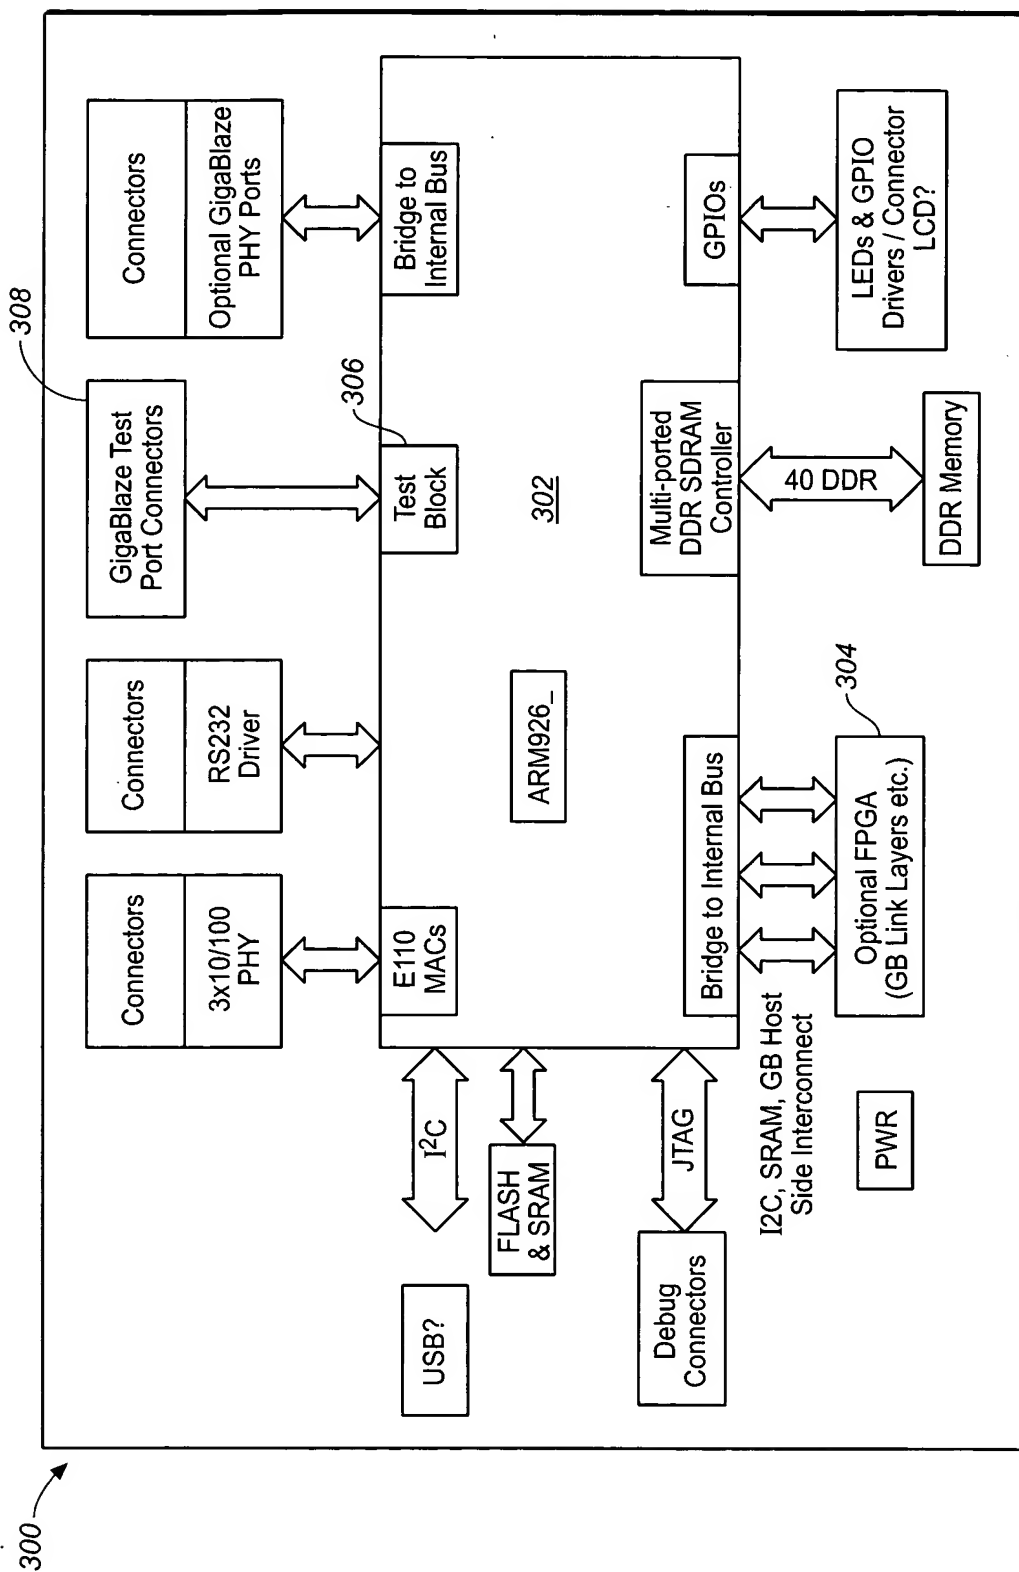 300
Connectors
3x10/100
PHY
Connectors
RS232
Driver
GigaBlaze Test
Port Connectors
308
Connectors
Optional GigaBlaze
PHY Ports
E110
MACs
Test
Block
306
Bridge to
Internal Bus
USB?
I²C
FLASH
& SRAM
ARM926_
302
Debug
Connectors
JTAG
Bridge to Internal Bus
Multi-ported
DDR SDRAM
Controller
GPIOs
I2C, SRAM, GB Host
Side Interconnect
40 DDR
PWR
Optional FPGA
(GB Link Layers etc.)
304
DDR Memory
LEDs & GPIO
Drivers / Connector
LCD?